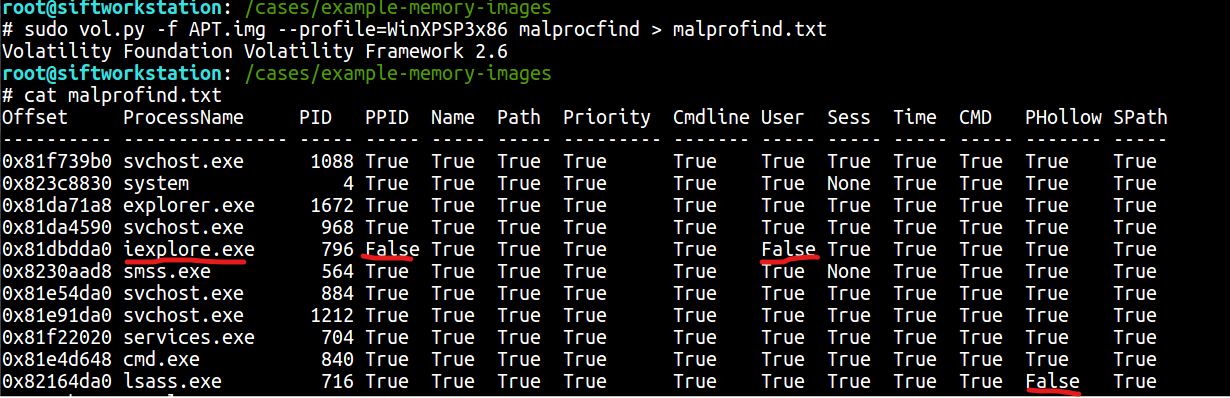 root@siftworkstation: /cases/example-memory-images
# sudo vol.py -f APT.img --profile=WinXPSP3x86 malprocfind > malprofind.txt
Volatility Foundation Volatility Framework 2.6
root@siftworkstation: /cases/example-memory-images
# cat malprofind.txt
Offset     ProcessName     PID    PPID  Name  Path  Priority  Cmdline User  Sess  Time  CMD   PHollow SPath
---------- --------------- ------ ----- ----- ----- --------- ------- ----- ----- ----- ----- ------- -----
0x81f739b0 svchost.exe       1088 True  True  True  True      True    True  True  True  True  True    True
0x823c8830 system               4 True  True  True  True      True    True  None  True  True  True    True
0x81da71a8 explorer.exe      1672 True  True  True  True      True    True  True  True  True  True    True
0x81da4590 svchost.exe        968 True  True  True  True      True    True  True  True  True  True    True
0x81dbdda0 iexplore.exe       796 False True  True  True      True    False True  True  True  True    True
0x8230aad8 smss.exe           564 True  True  True  True      True    True  None  True  True  True    True
0x81e54da0 svchost.exe        884 True  True  True  True      True    True  True  True  True  True    True
0x81e91da0 svchost.exe       1212 True  True  True  True      True    True  True  True  True  True    True
0x81f22020 services.exe       704 True  True  True  True      True    True  True  True  True  True    True
0x81e4d648 cmd.exe            840 True  True  True  True      True    True  True  True  True  True    True
0x82164da0 lsass.exe          716 True  True  True  True      True    True  True  True  True  False   True